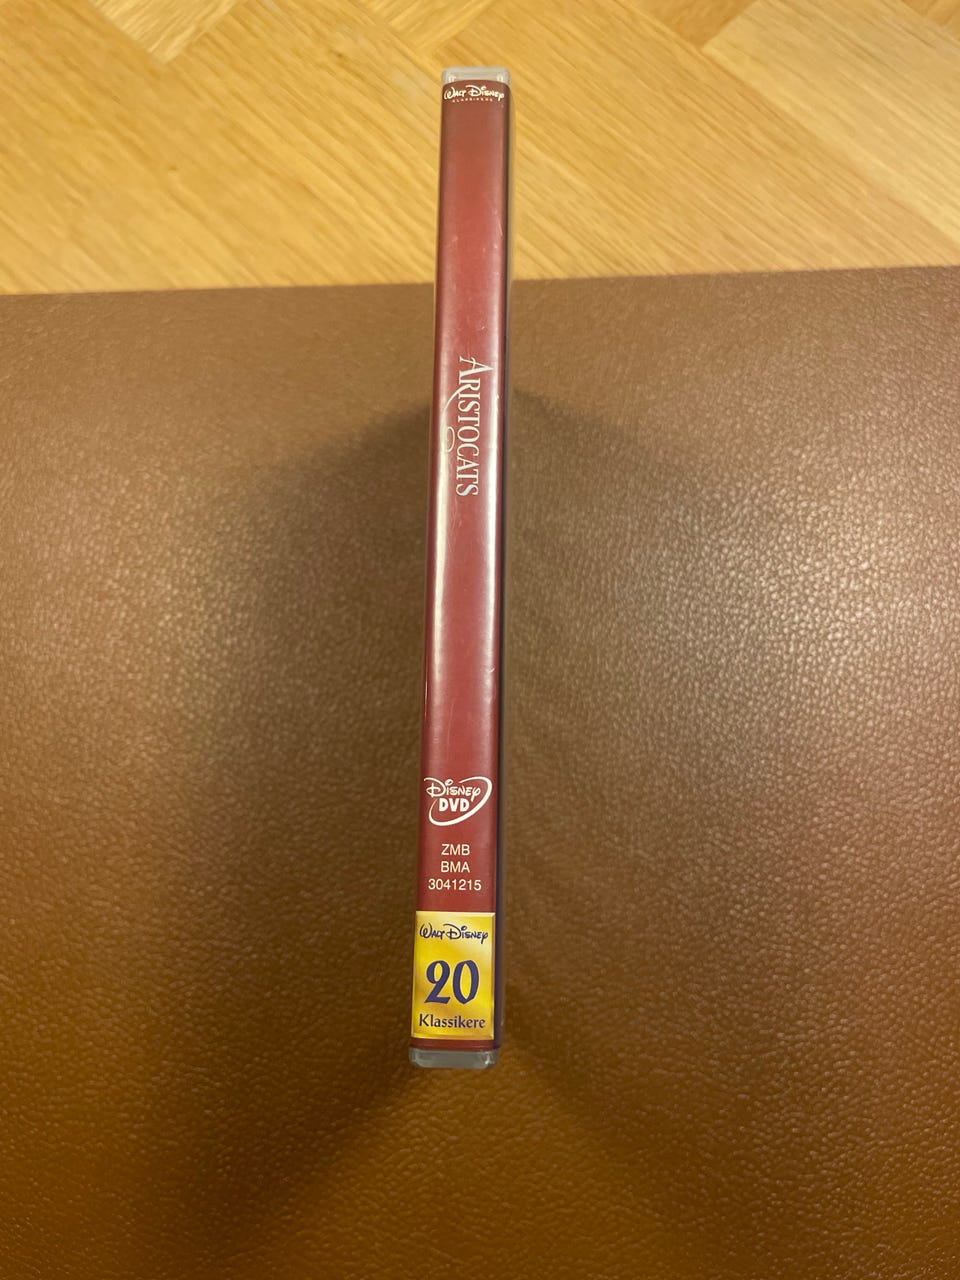 Walt Disney
KLASSIKERE
ARISTOCATS
Disney
DVD
ZMB
BMA
3041215
Walt Disney
20
Klassikere